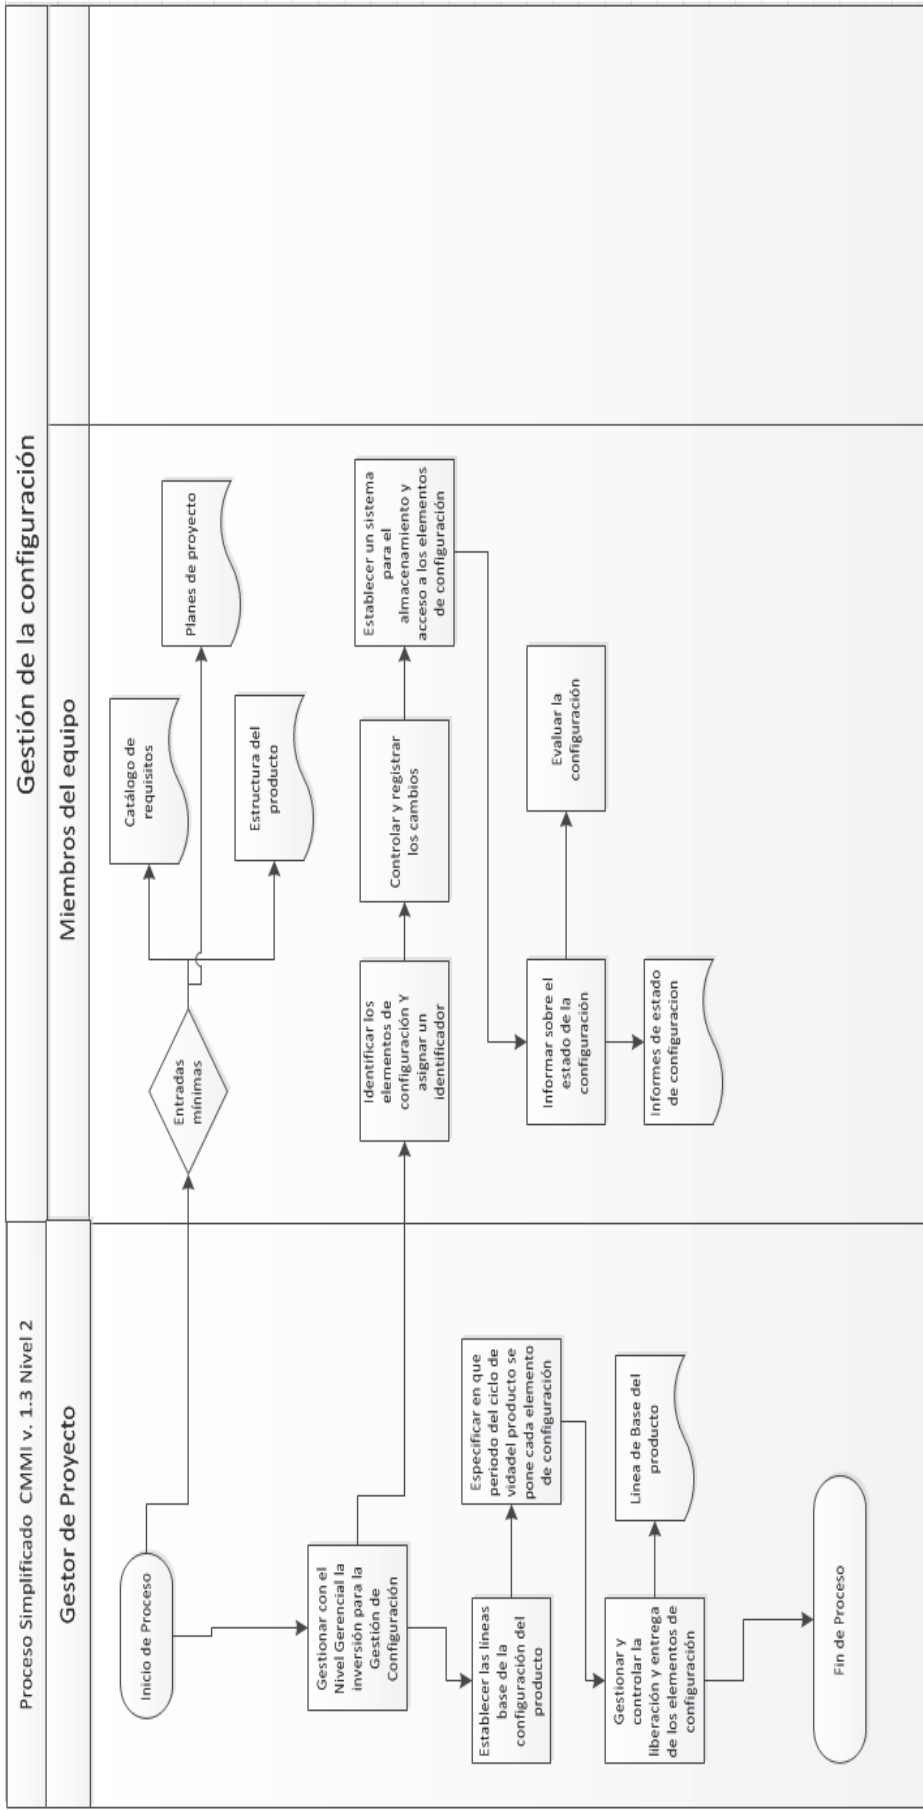 Proceso Simplificado CMMI v. 1.3 Nivel 2
Gestión de la configuración
Gestor de Proyecto
Miembros del equipo
Inicio de Proceso
Entradas
mínimas
Catálogo de
requisitos
Planes de proyecto
Estructura del
producto
Gestionar con el
Nivel Gerencial la
inversión para la
Gestión de
Configuración
Identificar los
elementos de
configuración Y
asignar un
identificador
Controlar y registrar
los cambios
Establecer un sistema
para el
almacenamiento y
acceso a los elementos
de configuración
Establecer las líneas
base de la
configuración del
producto
Especificar en que
periodo del ciclo de
vidadel producto se
pone cada elemento
de configuración
Informar sobre el
estado de la
configuración
Evaluar la
configuración
Gestionar y
controlar la
liberación y entrega
de los elementos de
configuración
Línea de Base del
producto
Informes de estado
de configuracion
Fin de Proceso